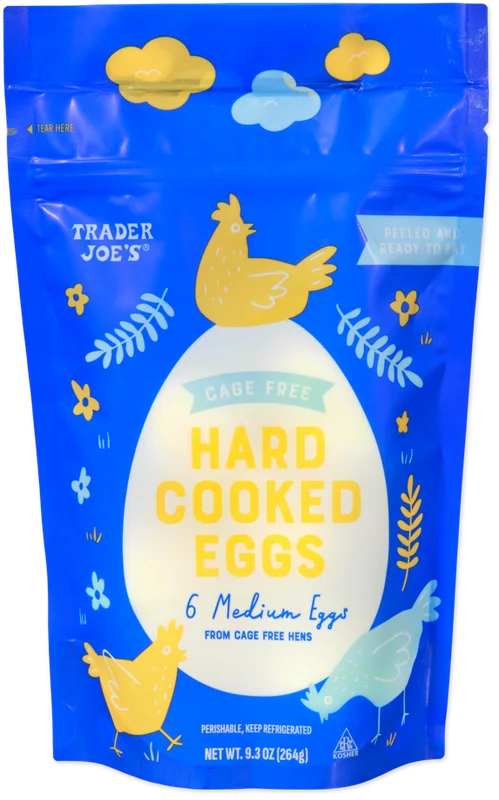 TEAR HERE
TRADER
JOE'S®
PEELED AND
READY TO EAT
CAGE FREE
HARD
COOKED
EGGS
6 Medium Eggs
FROM CAGE FREE HENS
PERISHABLE, KEEP REFRIGERATED
NET WT. 9.3 OZ (264g)
KOSHER